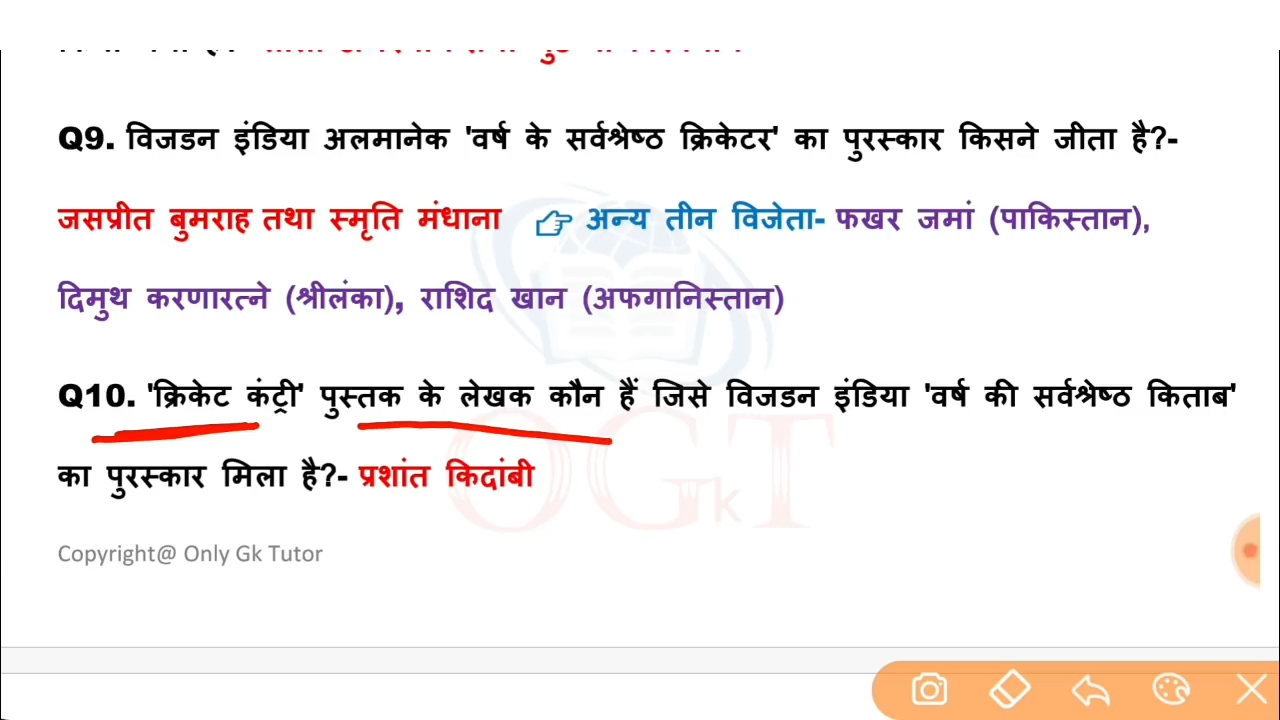 Q9. विजडन इंडिया अलमानेक 'वर्ष के सर्वश्रेष्ठ क्रिकेटर' का पुरस्कार किसने जीता है?-
जसप्रीत बुमराह तथा स्मृति मंधाना अन्य तीन विजेता- फखर जमां (पाकिस्तान),
दिमुथ करणारत्ने (श्रीलंका), राशिद खान (अफगानिस्तान)
Q10. 'क्रिकेट कंट्री' पुस्तक के लेखक कौन हैं जिसे विजडन इंडिया 'वर्ष की सर्वश्रेष्ठ किताब'
का पुरस्कार मिला है?- प्रशांत किदांबी
OGkT
Copyright@ Only Gk Tutor